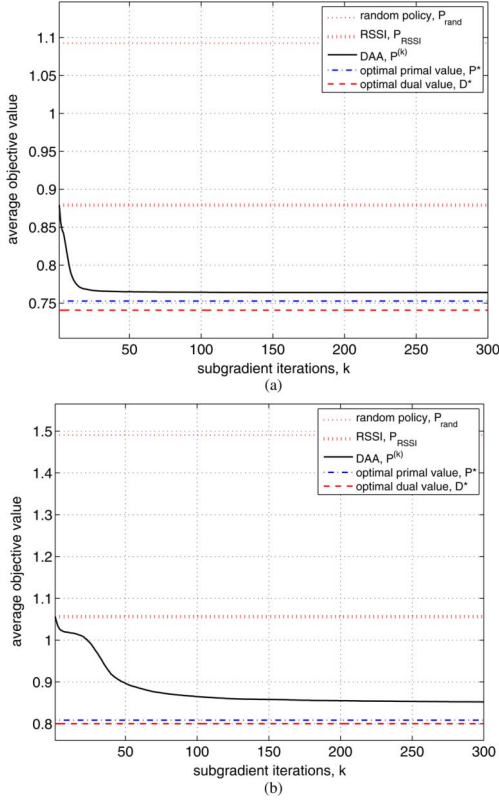 random policy, P_rand
RSSI, P_RSSI
DAA, P^(k)
optimal primal value, P*
optimal dual value, D*
1.1
1.05
1
0.95
0.9
0.85
0.8
0.75
average objective value
50 100 150 200 250 300
subgradient iterations, k
(a)
random policy, P_rand
RSSI, P_RSSI
DAA, P^(k)
optimal primal value, P*
optimal dual value, D*
1.5
1.4
1.3
1.2
1.1
1
0.9
0.8
average objective value
50 100 150 200 250 300
subgradient iterations, k
(b)